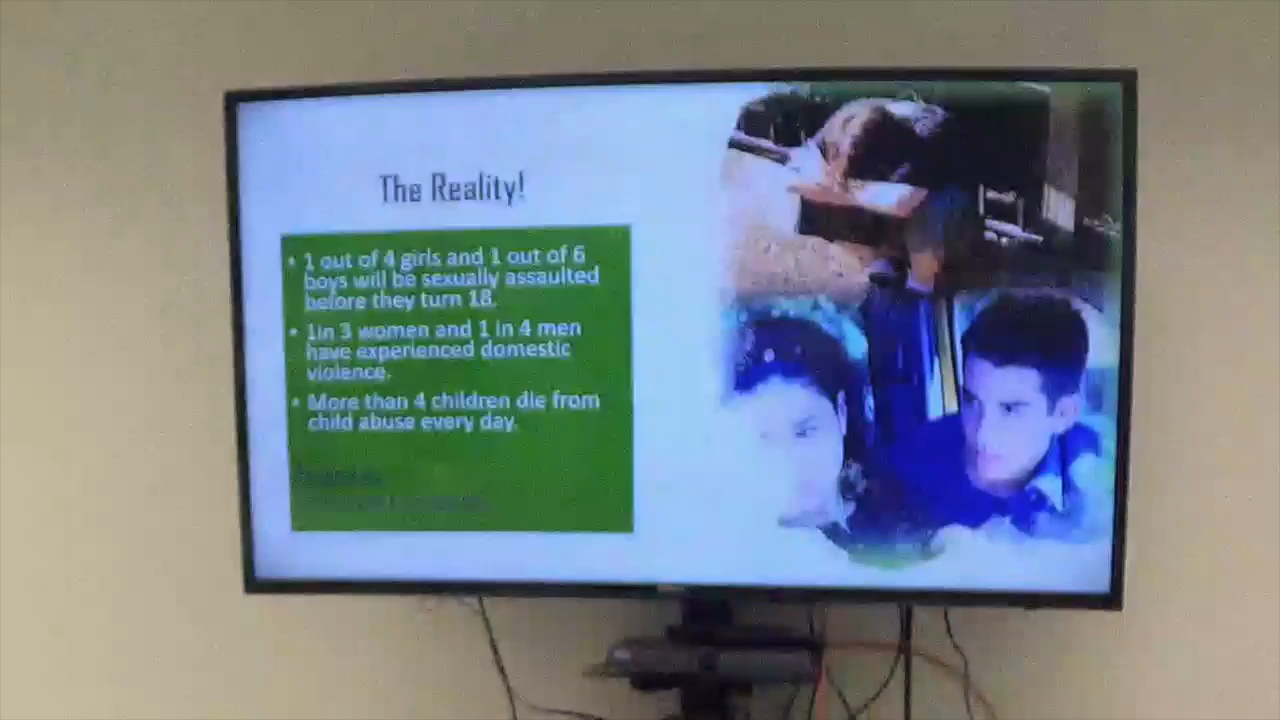 The Reality!
• 1 out of 4 girls and 1 out of 6
boys will be sexually assaulted
before they turn 18.
• 1in 3 women and 1 in 4 men
have experienced domestic
violence.
• More than 4 children die from
child abuse every day.